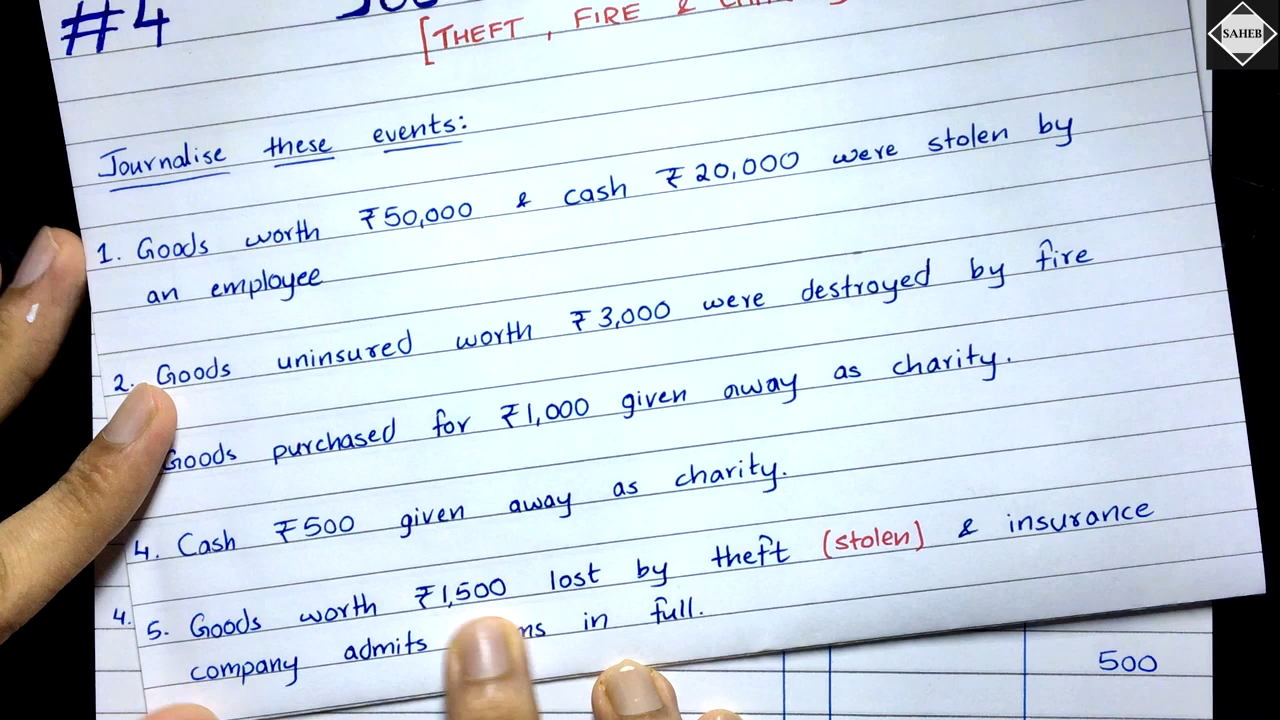 #4
[THEFT, FIRE &
SAHEB
Journalise these events:
1. Goods worth ₹50,000 & cash ₹20,000 were stolen by
an employee
2. Goods uninsured worth ₹3,000 were destroyed by fire
Goods purchased for ₹1,000 given away as charity.
4. Cash ₹500 given away as charity.
5. Goods worth ₹1,500 lost by theft (stolen) & insurance
company admits in full.
4.
500